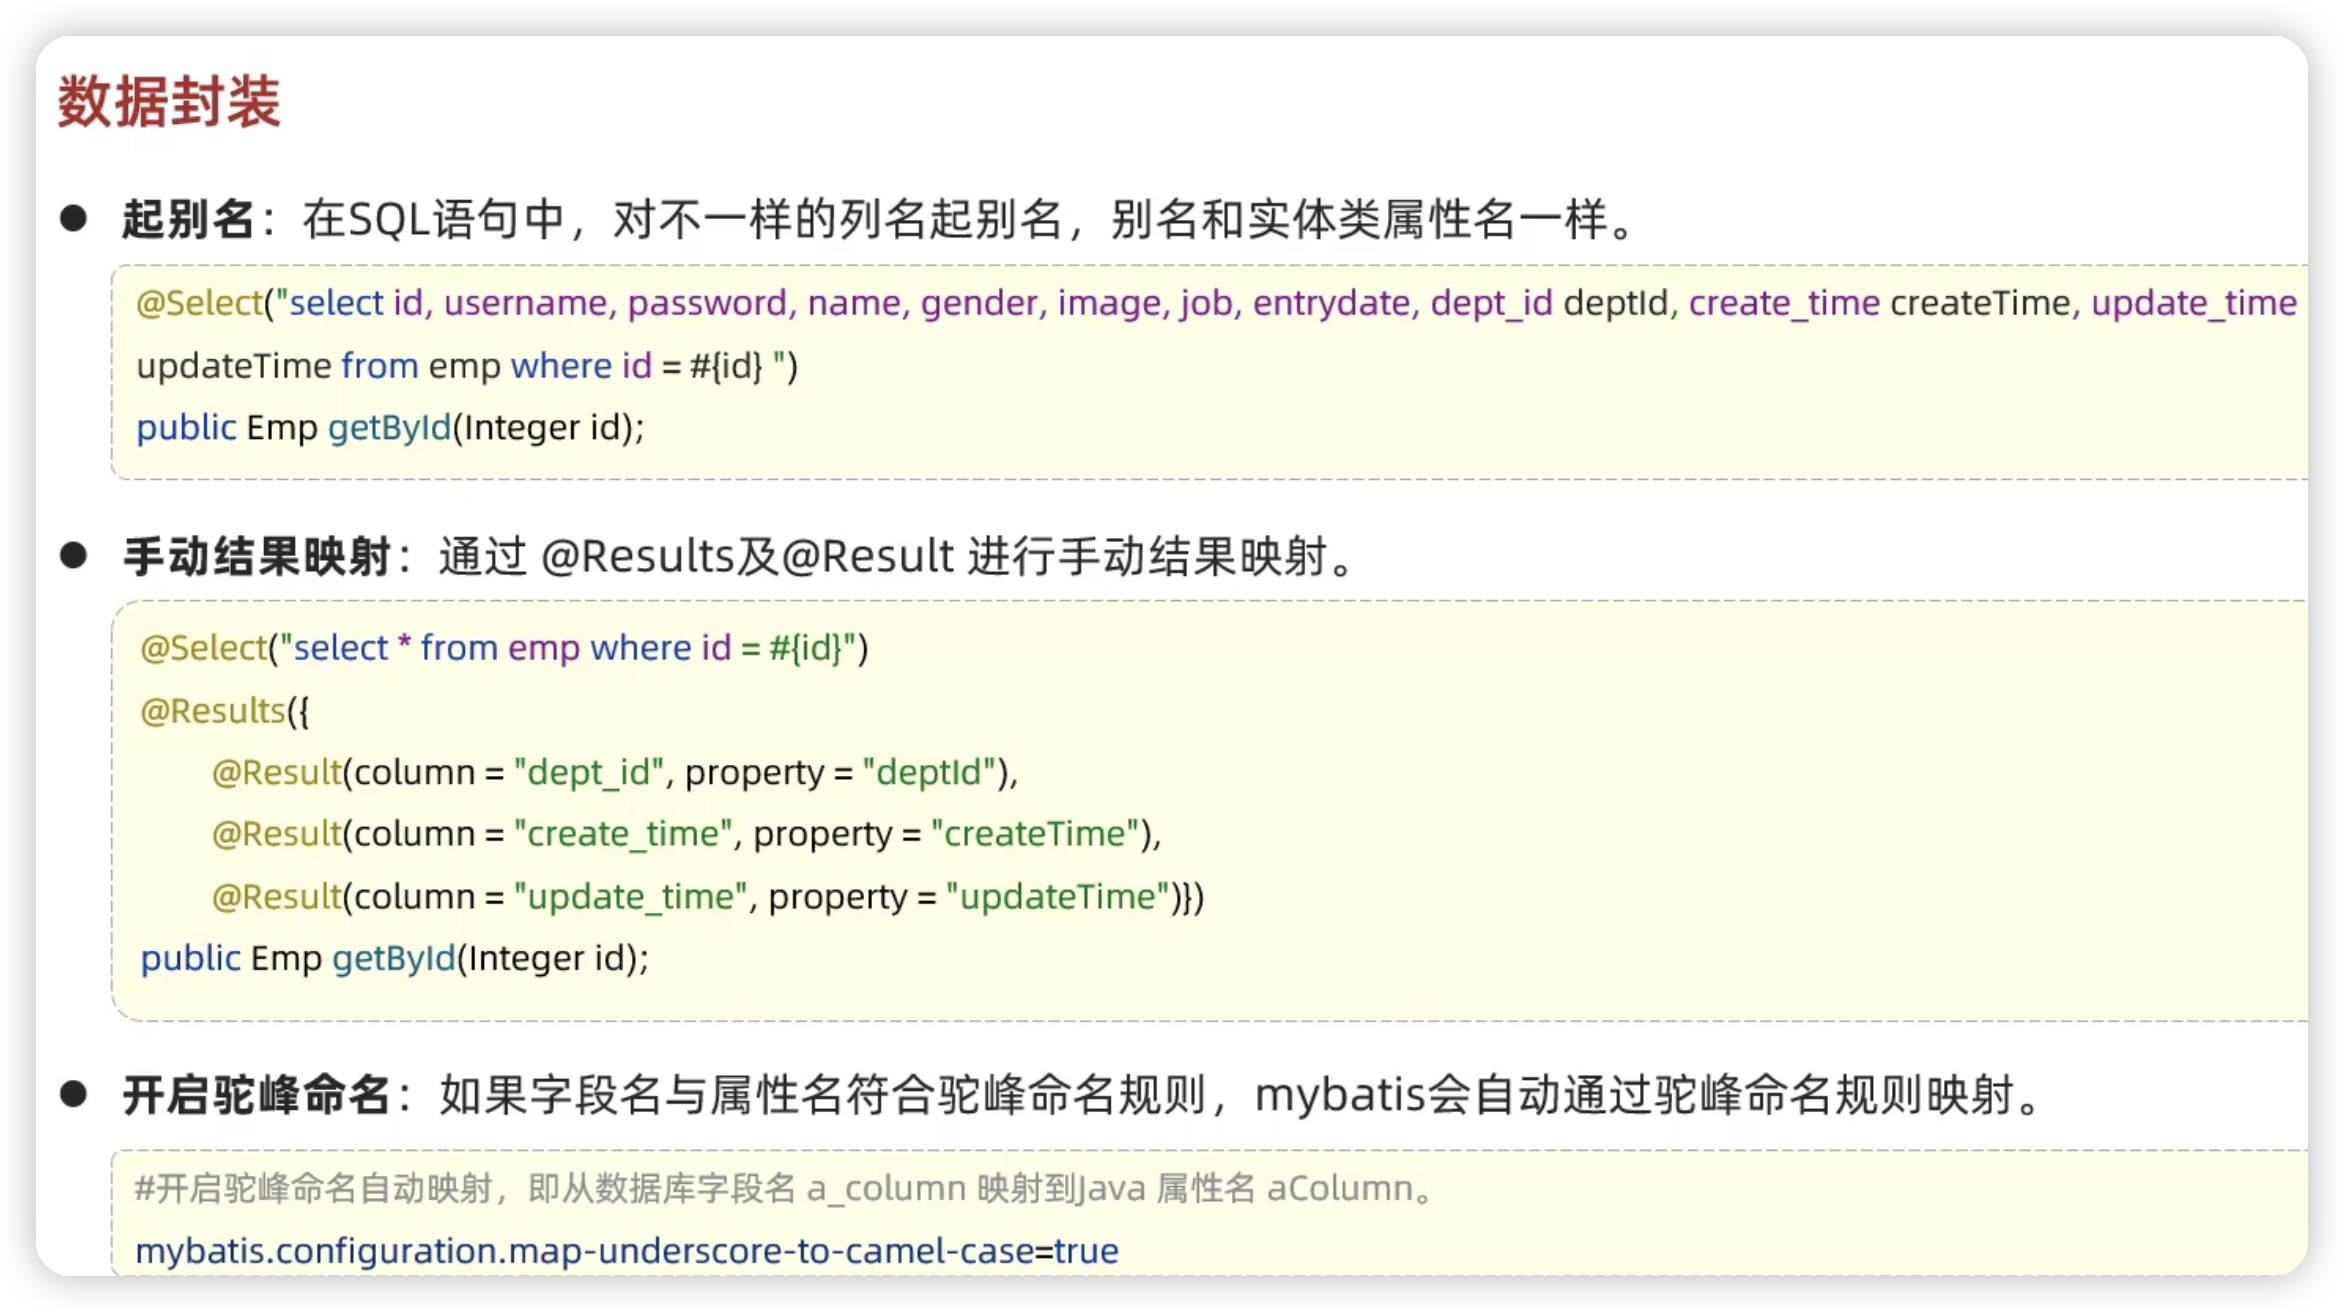 数据封装
● 起别名：在SQL语句中，对不一样的列名起别名，别名和实体类属性名一样。
@Select("select id, username, password, name, gender, image, job, entrydate, dept_id deptId, create_time createTime, update_time
updateTime from emp where id = #{id} ")
public Emp getById(Integer id);
● 手动结果映射：通过 @Results及@Result 进行手动结果映射。
@Select("select * from emp where id = #{id}")
@Results({
@Result(column = "dept_id", property = "deptId"),
@Result(column = "create_time", property = "createTime"),
@Result(column = "update_time", property = "updateTime")})
public Emp getById(Integer id);
● 开启驼峰命名：如果字段名与属性名符合驼峰命名规则，mybatis会自动通过驼峰命名规则映射。
#开启驼峰命名自动映射，即从数据库字段名 a_column 映射到Java 属性名 aColumn。
mybatis.configuration.map-underscore-to-camel-case=true